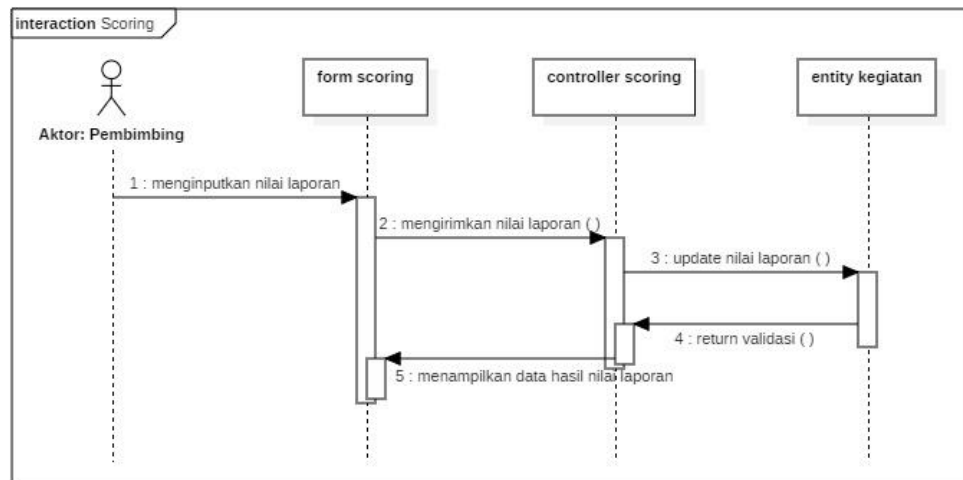 interaction Scoring
form scoring
controller scoring
entity kegiatan
Aktor: Pembimbing
1 : menginputkan nilai laporan
2 : mengirimkan nilai laporan ( )
3 : update nilai laporan ( )
4 : return validasi ( )
5 : menampilkan data hasil nilai laporan